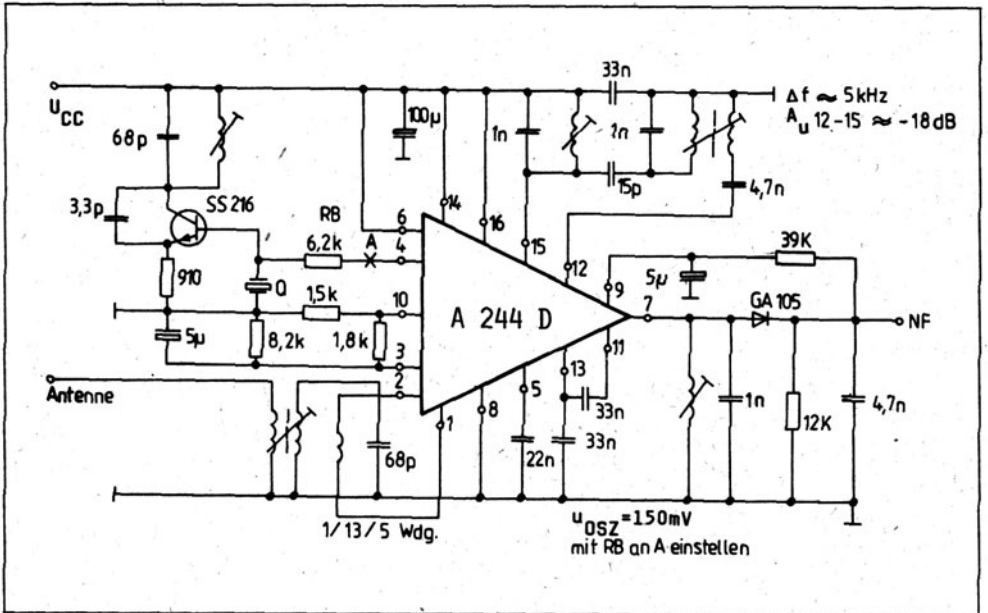 33n
Δf ≈ 5kHz
A_u 12-15 ≈ -18dB
U_CC
68p
100µ
1n
1n
15p
4,7n
3,3p
SS 216
RB
6,2k
A
6
4
14
16
15
12
910
Q
1,5k
10
A 244 D
9
7
11
5µ
39K
GA 105
NF
5µ
8,2k
1,8k
3
2
Antenne
1
8
5
13
33n
33n
22n
68p
1n
12K
4,7n
1/13/5 Wdg.
u_OSZ = 150mV
mit RB an A einstellen